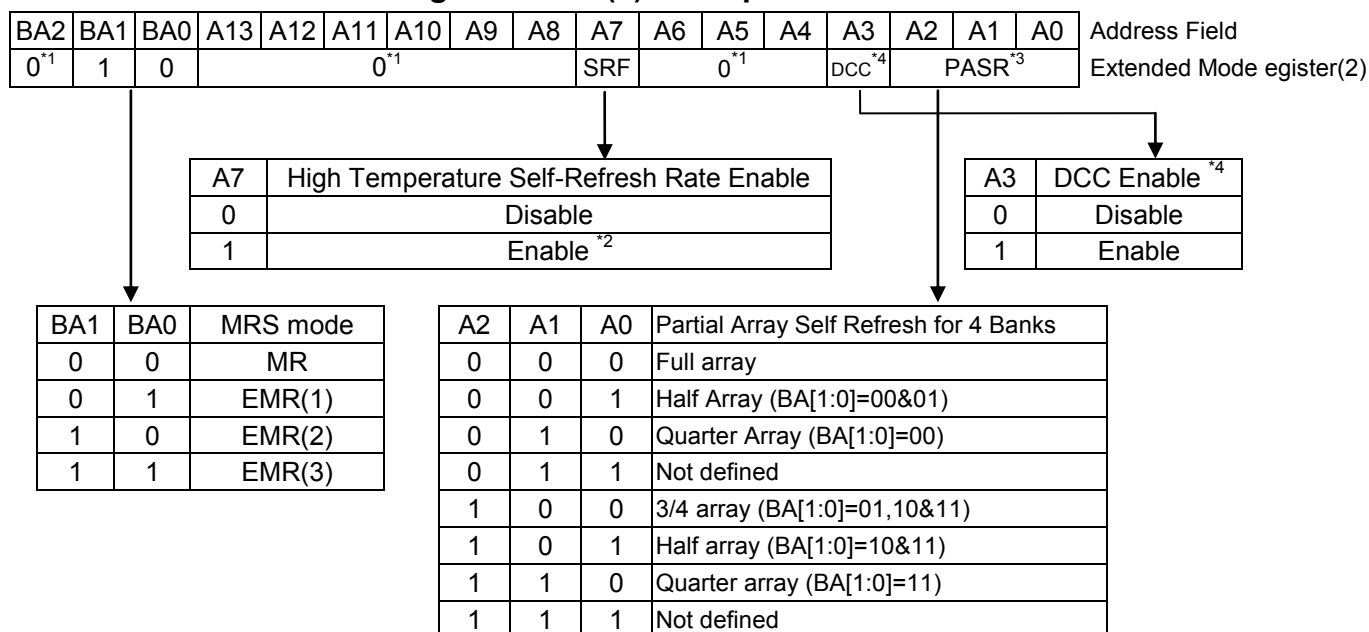 BA2 BA1 BA0 A13 A12 A11 A10 A9 A8 A7 A6 A5 A4 A3 A2 A1 A0 Address Field
0*1 1 0 0*1 SRF 0*1 DCC*4 PASR*3 Extended Mode egister(2)
A7 High Temperature Self-Refresh Rate Enable
0 Disable
1 Enable *2
A3 DCC Enable *4
0 Disable
1 Enable
BA1 BA0 MRS mode
0 0 MR
0 1 EMR(1)
1 0 EMR(2)
1 1 EMR(3)
A2 A1 A0 Partial Array Self Refresh for 4 Banks
0 0 0 Full array
0 0 1 Half Array (BA[1:0]=00&01)
0 1 0 Quarter Array (BA[1:0]=00)
0 1 1 Not defined
1 0 0 3/4 array (BA[1:0]=01,10&11)
1 0 1 Half array (BA[1:0]=10&11)
1 1 0 Quarter array (BA[1:0]=11)
1 1 1 Not defined